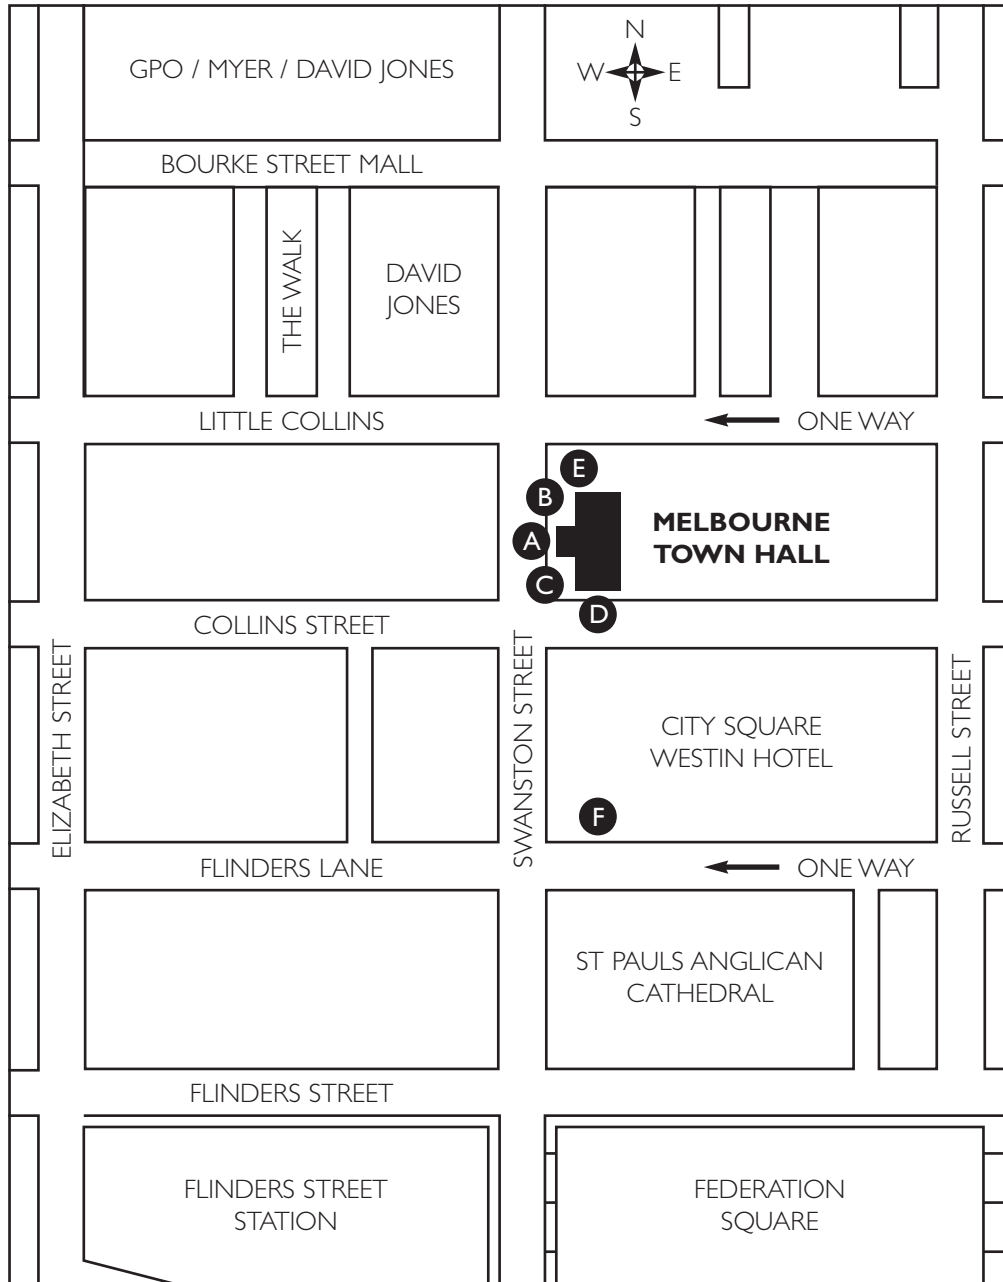 N
W E
S
GPO / MYER / DAVID JONES
BOURKE STREET MALL
THE WALK
DAVID
JONES
LITTLE COLLINS
ONE WAY
E
B
A
C
D
MELBOURNE
TOWN HALL
COLLINS STREET
ELIZABETH STREET
SWANSTON STREET
RUSSELL STREET
CITY SQUARE
WESTIN HOTEL
F
FLINDERS LANE
ONE WAY
ST PAULS ANGLICAN
CATHEDRAL
FLINDERS STREET
FLINDERS STREET
STATION
FEDERATION
SQUARE